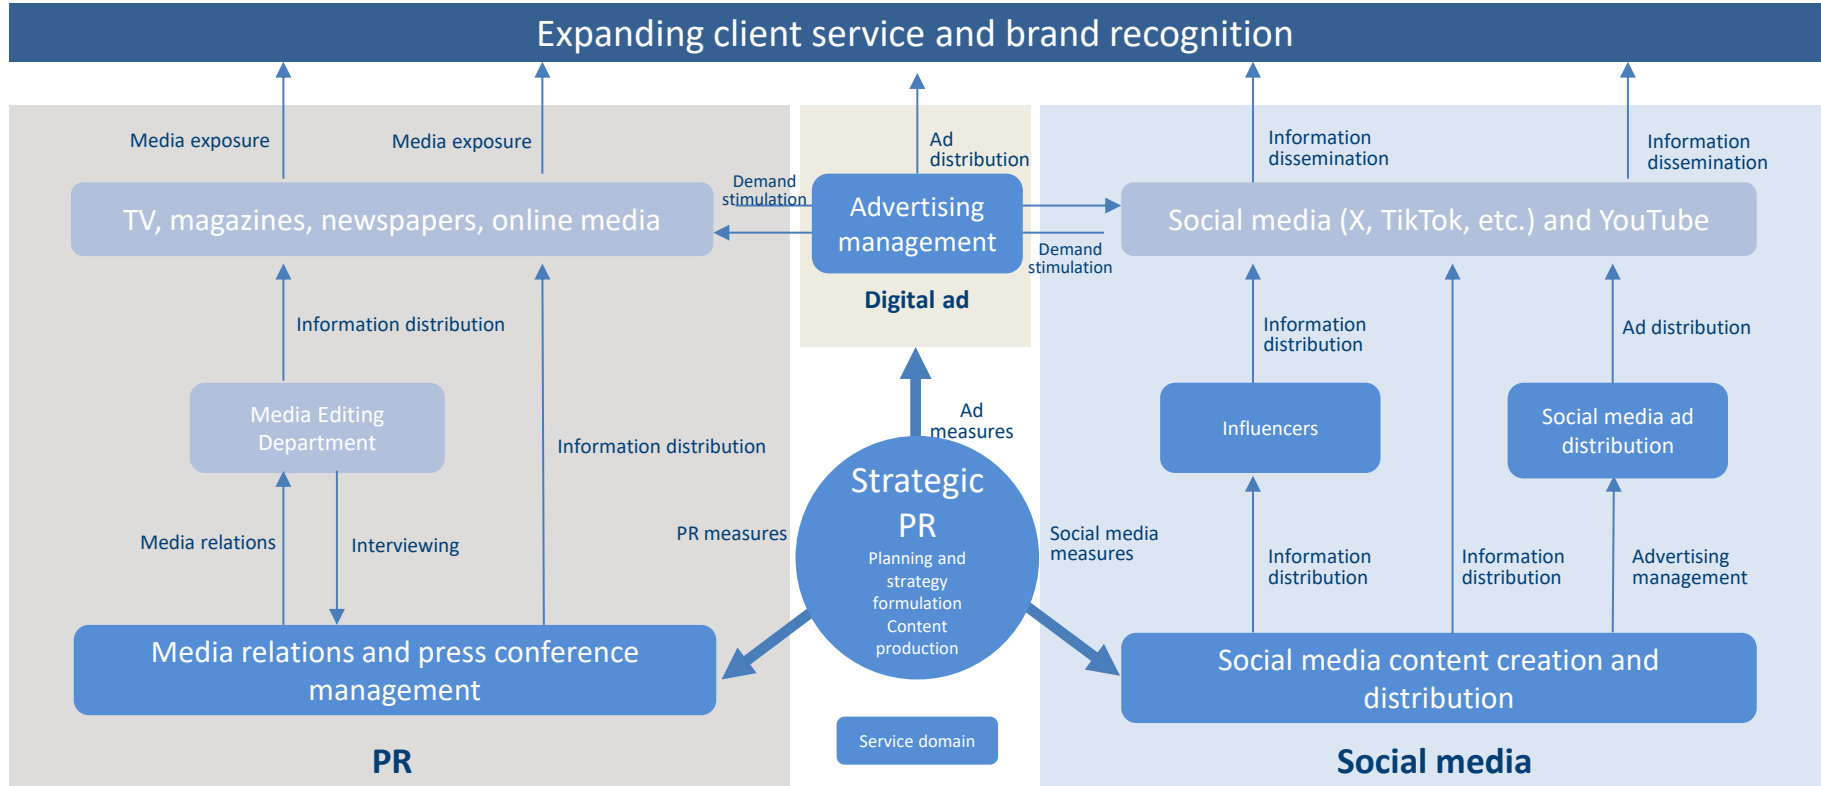 Expanding client service and brand recognition
Media exposure
Media exposure
Ad
distribution
Information
dissemination
Information
dissemination
TV, magazines, newspapers, online media
Demand
stimulation
Advertising
management
Demand
stimulation
Social media (X, TikTok, etc.) and YouTube
Digital ad
Information distribution
Information
distribution
Ad distribution
Media Editing
Department
Information distribution
Ad
measures
Influencers
Social media ad
distribution
Media relations
Interviewing
PR measures
Strategic
PR
Planning and
strategy
formulation
Content
production
Social media
measures
Information
distribution
Information
distribution
Advertising
management
Media relations and press conference
management
Social media content creation and
distribution
Service domain
PR
Social media